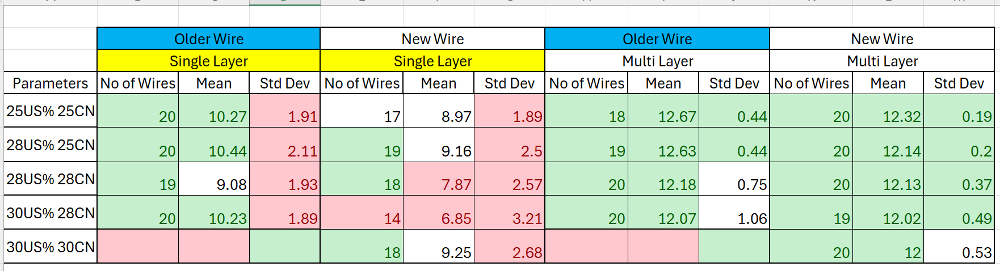 Older Wire New Wire Older Wire New Wire
Single Layer Single Layer Multi Layer Multi Layer
Parameters No of Wires Mean Std Dev No of Wires Mean Std Dev No of Wires Mean Std Dev No of Wires Mean Std Dev
25US% 25CN 20 10.27 1.91 17 8.97 1.89 18 12.67 0.44 20 12.32 0.19
28US% 25CN 20 10.44 2.11 19 9.16 2.5 19 12.63 0.44 20 12.14 0.2
28US% 28CN 19 9.08 1.93 18 7.87 2.57 20 12.18 0.75 20 12.13 0.37
30US% 28CN 20 10.23 1.89 14 6.85 3.21 20 12.07 1.06 19 12.02 0.49
30US% 30CN 18 9.25 2.68 20 12 0.53